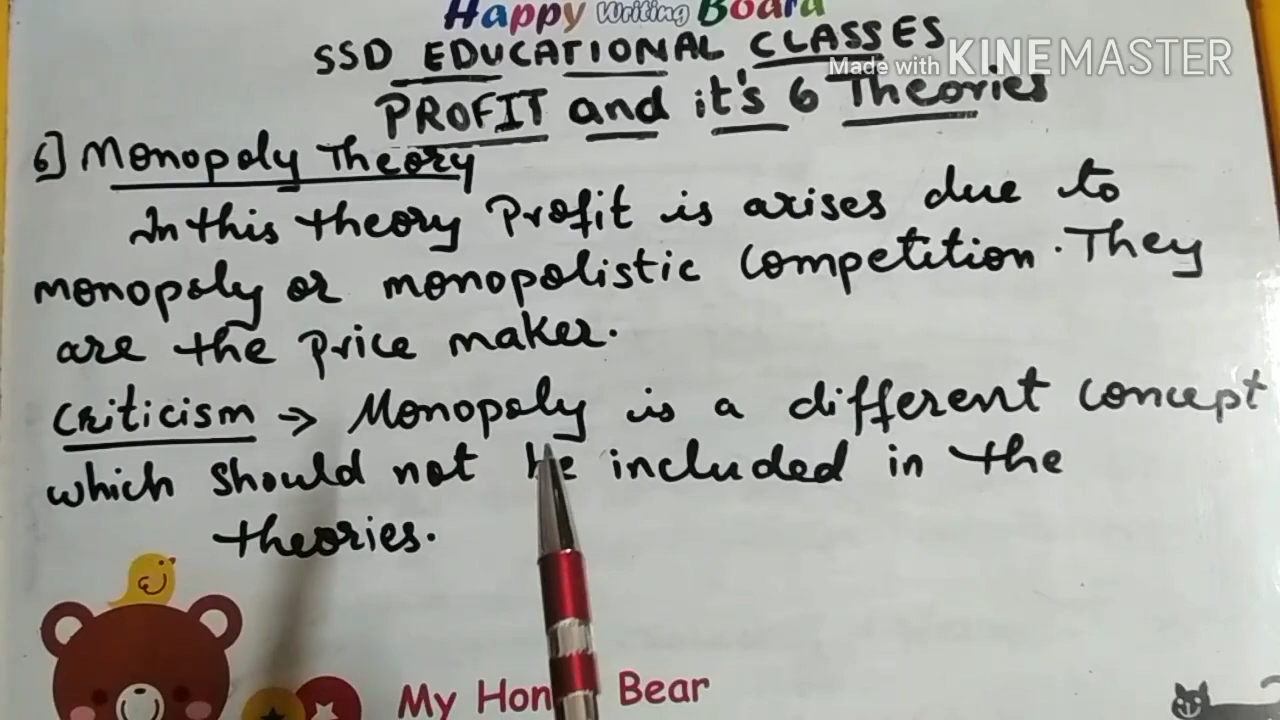 Happy Writing Board
SSD EDUCATIONAL CLASSES
Made with KINEMASTER
PROFIT and it's 6 Theories
6] Monopoly Theory
In this theory Profit is arises due to
monopoly or monopolistic competition. They
are the price maker.
Criticism → Monopoly is a different concept
which should not be included in the
theories.
My Bear